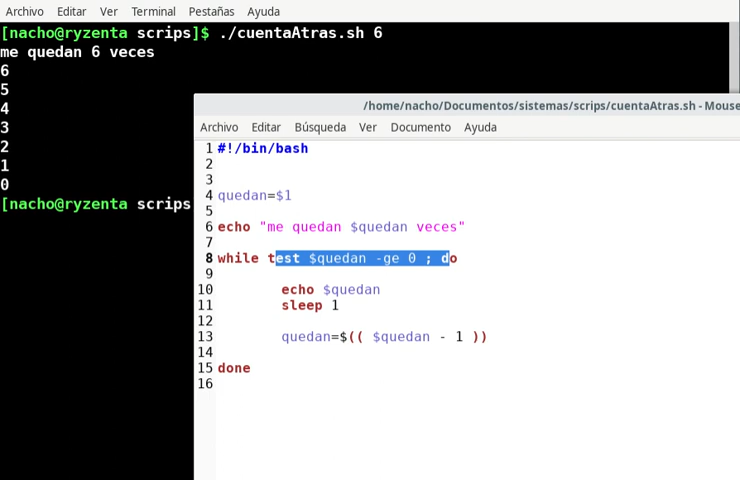 Archivo Editar Ver Terminal Pestañas Ayuda
[nacho@ryzenta scrips]$ ./cuentaAtras.sh 6
me quedan 6 veces
6
5
4
3
2
1
0
[nacho@ryzenta scrips
/home/nacho/Documentos/sistemas/scrips/cuentaAtras.sh - Mouse
Archivo Editar Búsqueda Ver Documento Ayuda
1 #!/bin/bash
2
3
4 quedan=$1
5
6 echo "me quedan $quedan veces"
7
8 while test $quedan -ge 0 ; do
9
10 echo $quedan
11 sleep 1
12
13 quedan=$(( $quedan - 1 ))
14
15 done
16